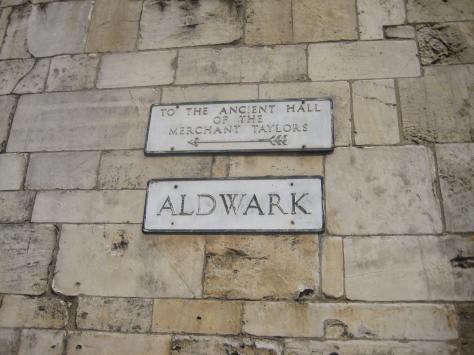 TO THE ANCIENT HALL
OF THE
MERCHANT TAYLORS
ALDWARK